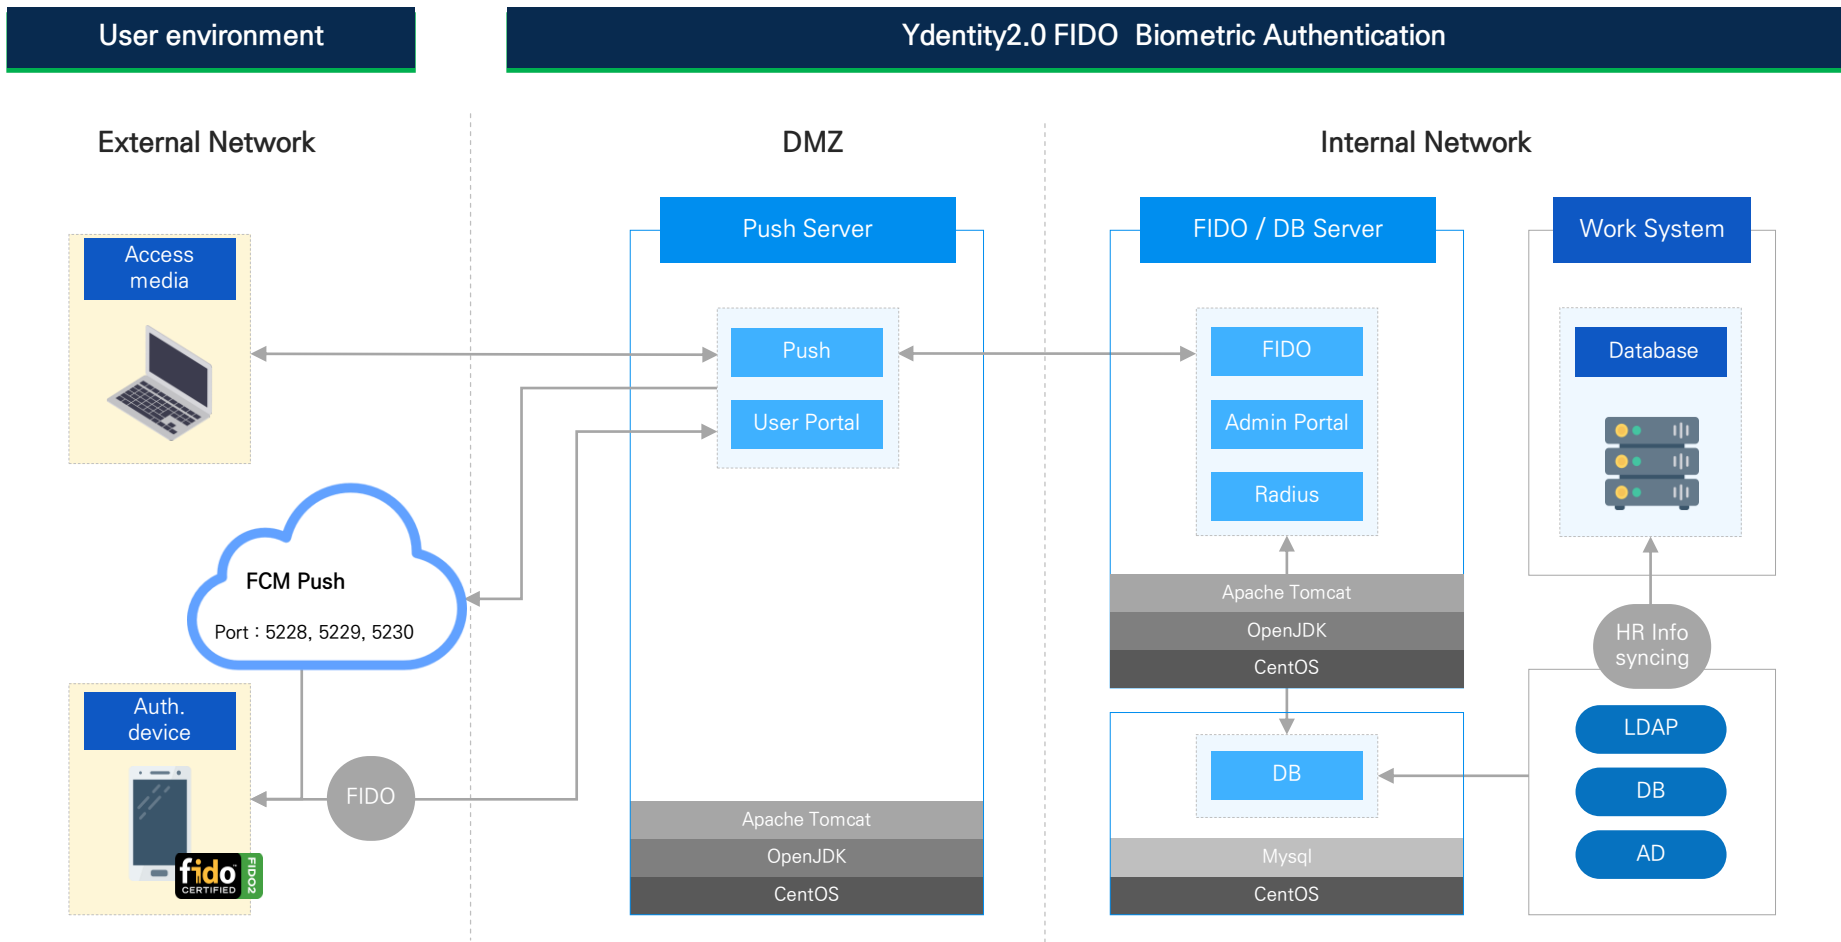 User environment
Ydentity2.0 FIDO  Biometric Authentication
External Network
DMZ
Internal Network
Access
media
Push Server
Push
User Portal
FIDO / DB Server
FIDO
Admin Portal
Radius
Apache Tomcat
OpenJDK
CentOS
Work System
Database
FCM Push
Port : 5228, 5229, 5230
HR Info
syncing
Auth.
device
fido
CERTIFIED
FIDO2
FIDO
Apache Tomcat
OpenJDK
CentOS
DB
Mysql
CentOS
LDAP
DB
AD